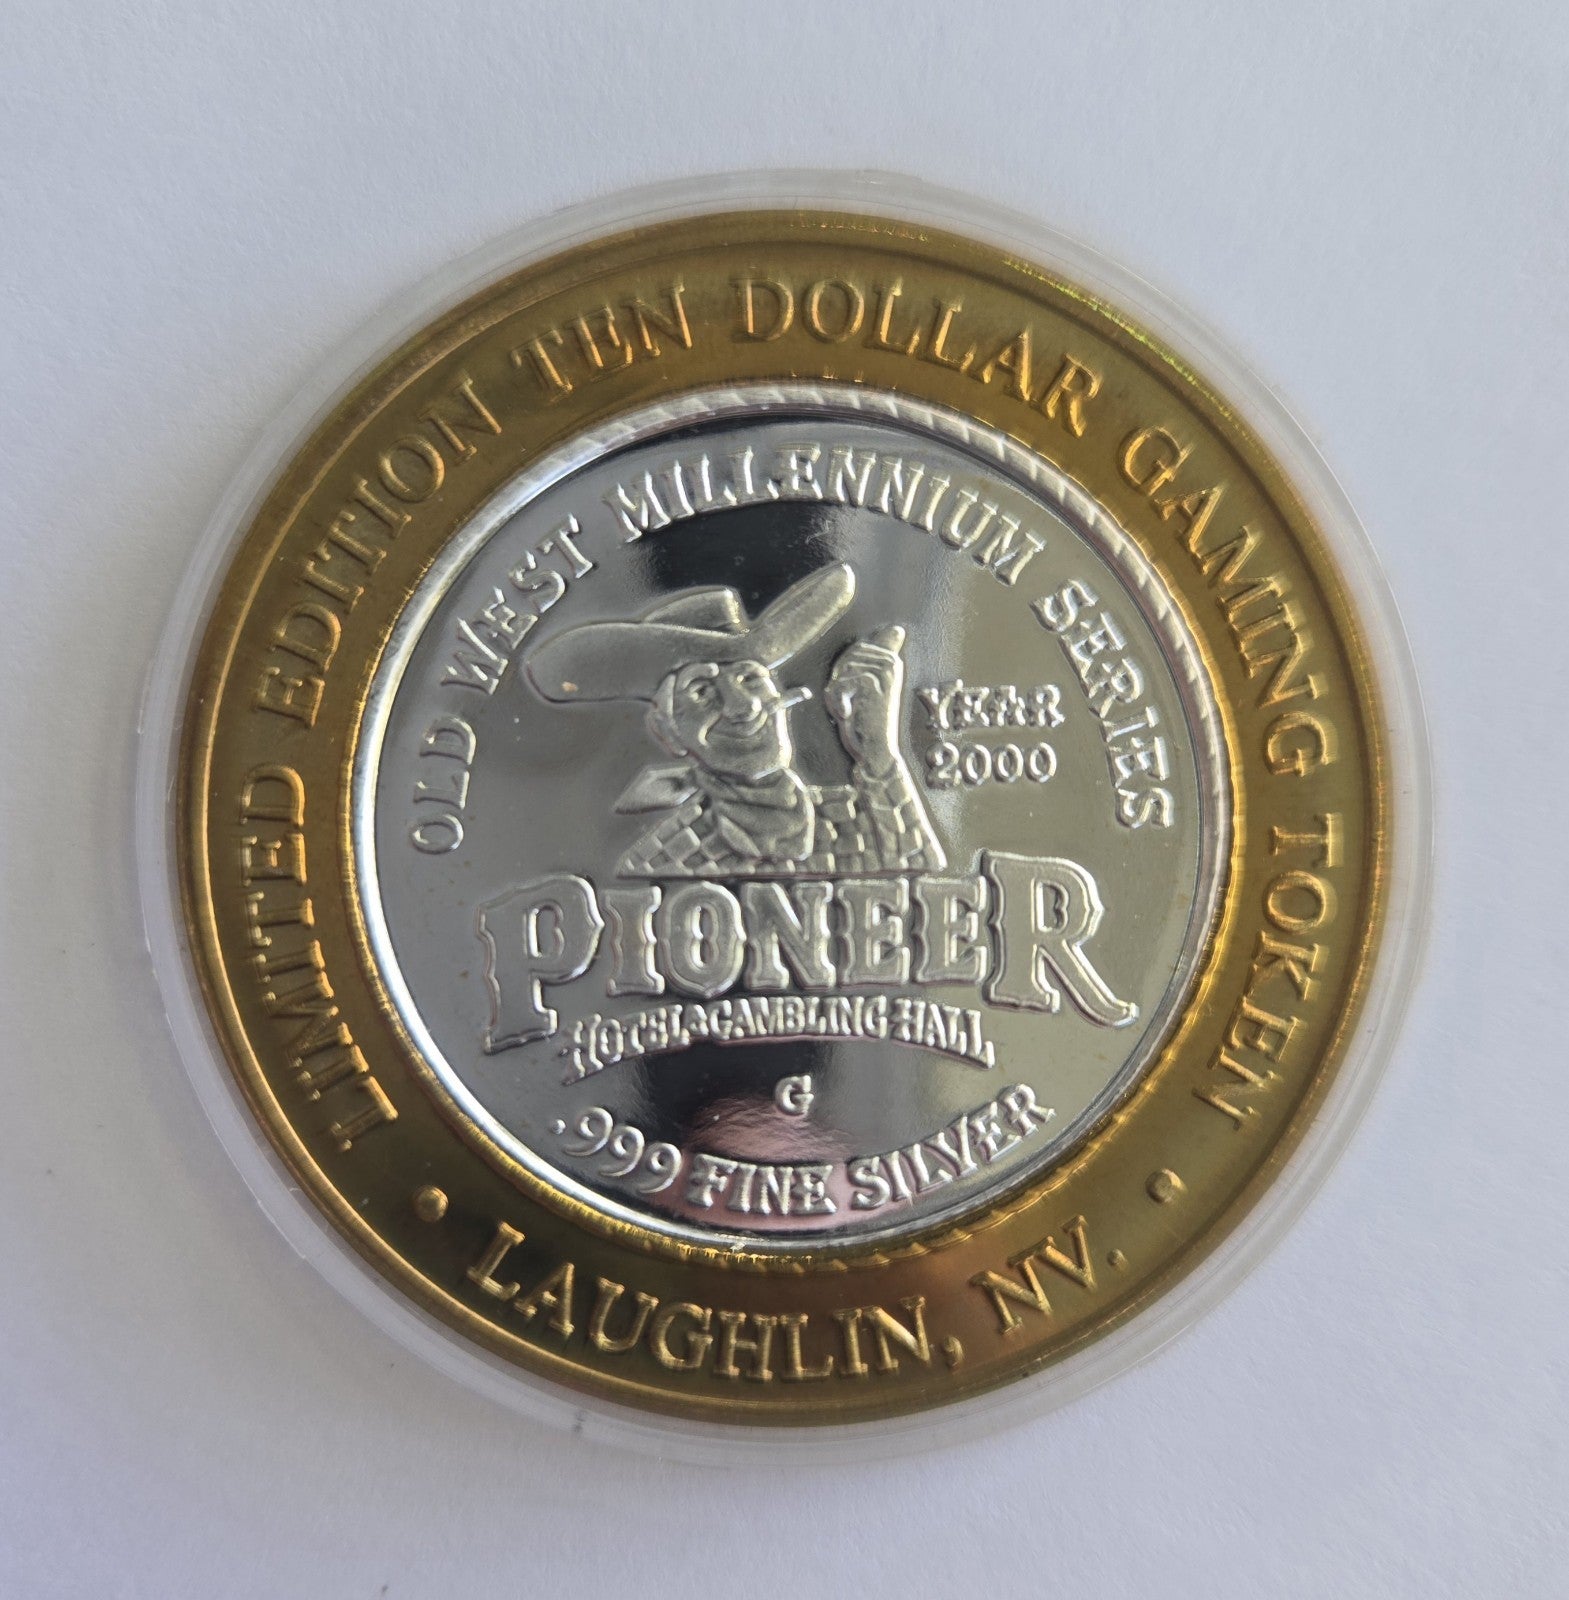 LIMITED EDITION TEN DOLLAR GAMING TOKEN
OLD WEST MILLENNIUM SERIES
YEAR
2000
PIONEER
HOTEL & GAMBLING HALL
G
.999 FINE SILVER
• LAUGHLIN, NV. •